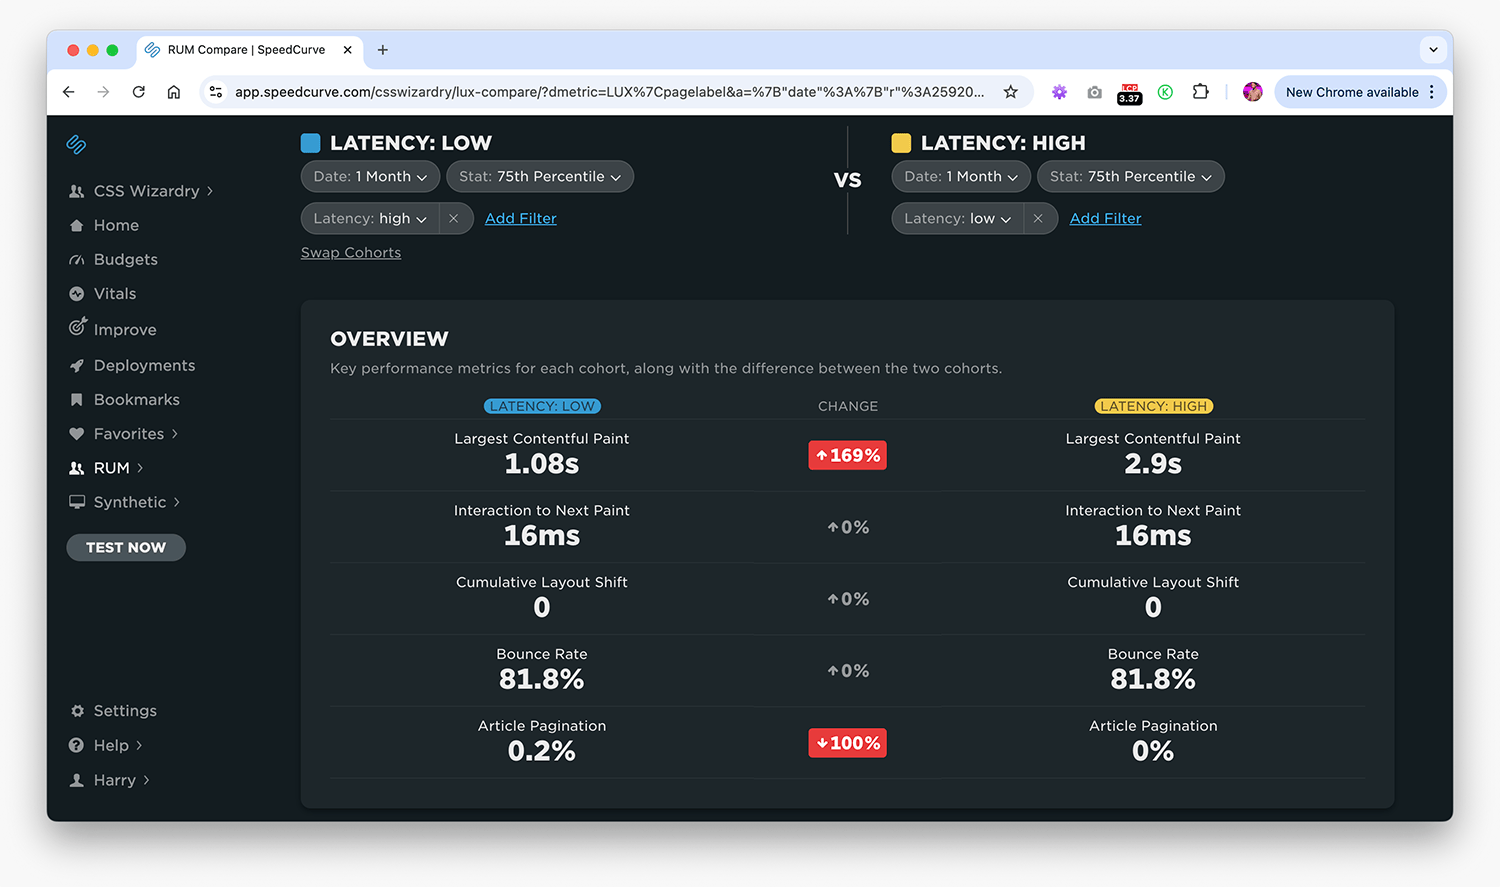 RUM Compare | SpeedCurve
app.speedcurve.com/csswizardry/lux-compare/?dmetric=LUX%7Cpagelabel&a=%7B"date"%3A%7B"r"%3A25920...
LCP
3.37
New Chrome available
CSS Wizardry
Home
Budgets
Vitals
Improve
Deployments
Bookmarks
Favorites
RUM
Synthetic
TEST NOW
Settings
Help
Harry
LATENCY: LOW
Date: 1 Month
Stat: 75th Percentile
Latency: high
Add Filter
Swap Cohorts
VS
LATENCY: HIGH
Date: 1 Month
Stat: 75th Percentile
Latency: low
Add Filter
OVERVIEW
Key performance metrics for each cohort, along with the difference between the two cohorts.
LATENCY: LOW CHANGE LATENCY: HIGH
Largest Contentful Paint Largest Contentful Paint
1.08s ↑169% 2.9s
Interaction to Next Paint Interaction to Next Paint
16ms ↑0% 16ms
Cumulative Layout Shift Cumulative Layout Shift
0 ↑0% 0
Bounce Rate Bounce Rate
81.8% ↑0% 81.8%
Article Pagination Article Pagination
0.2% ↓100% 0%